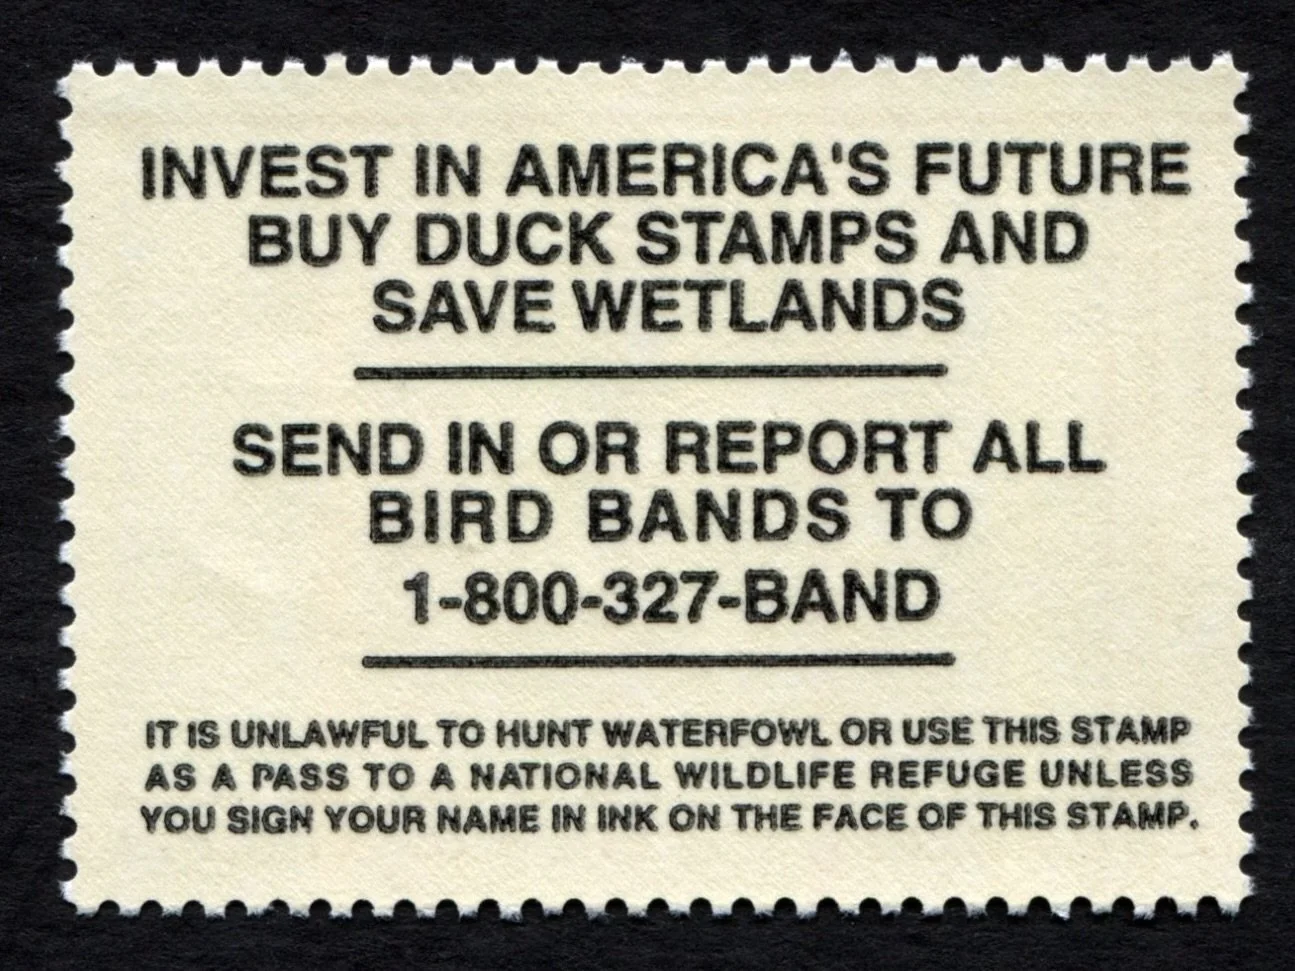 INVEST IN AMERICA'S FUTURE
BUY DUCK STAMPS AND
SAVE WETLANDS
SEND IN OR REPORT ALL
BIRD BANDS TO
1-800-327-BAND
IT IS UNLAWFUL TO HUNT WATERFOWL OR USE THIS STAMP
AS A PASS TO A NATIONAL WILDLIFE REFUGE UNLESS
YOU SIGN YOUR NAME IN INK ON THE FACE OF THIS STAMP.